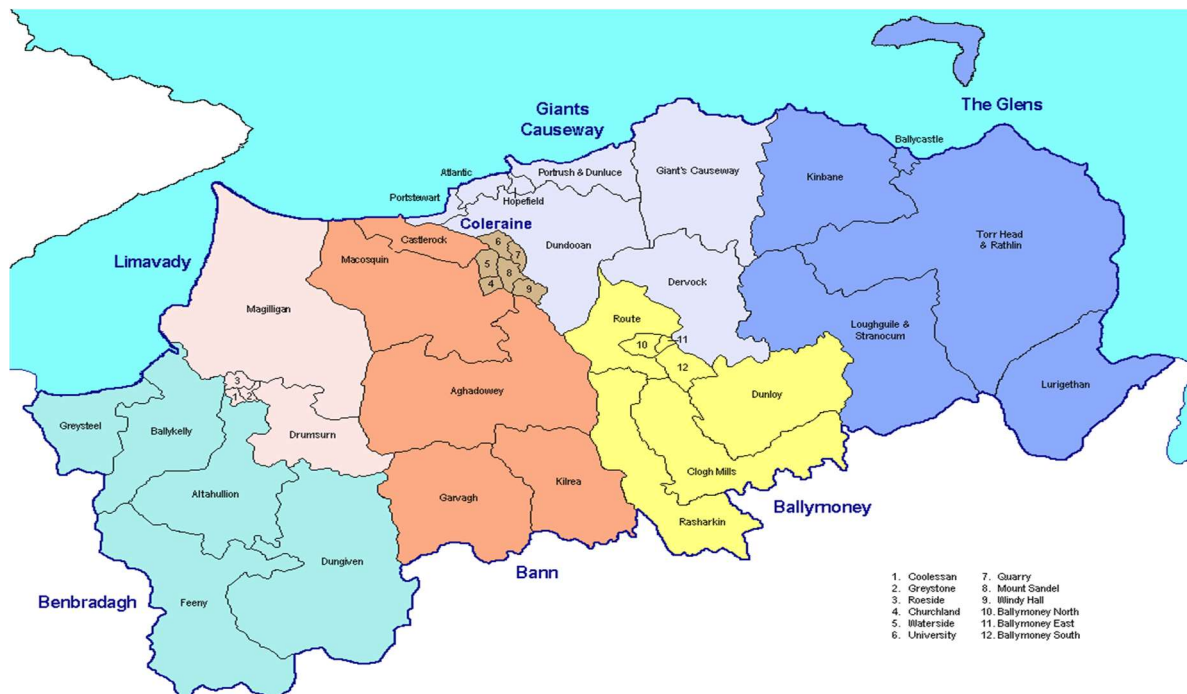 The Glens
Giants
Causeway
Ballycastle
Atlantic
Portrush & Dunluce
Giant's Causeway
Kinbane
Portstewart
Hopefield
Coleraine
Castlerock
6
7
Dundooan
Torr Head
& Rathlin
Limavady
Macosquin
5
8
4
9
Dervock
Magilligan
Route
11
10
Loughguile &
Stranocum
12
3
1
2
Aghadowey
Dunloy
Lurigethan
Greysteel
Ballykelly
Drumsurn
Clogh Mills
Altahullion
Garvagh
Kilrea
Ballymoney
Rasharkin
Dungiven
Bann
Benbradagh
Feeny
1. Coolessan
2. Greystone
3. Roeside
4. Churchland
5. Waterside
6. University
7. Quarry
8. Mount Sandel
9. Windy Hall
10. Ballymoney North
11. Ballymoney East
12. Ballymoney South